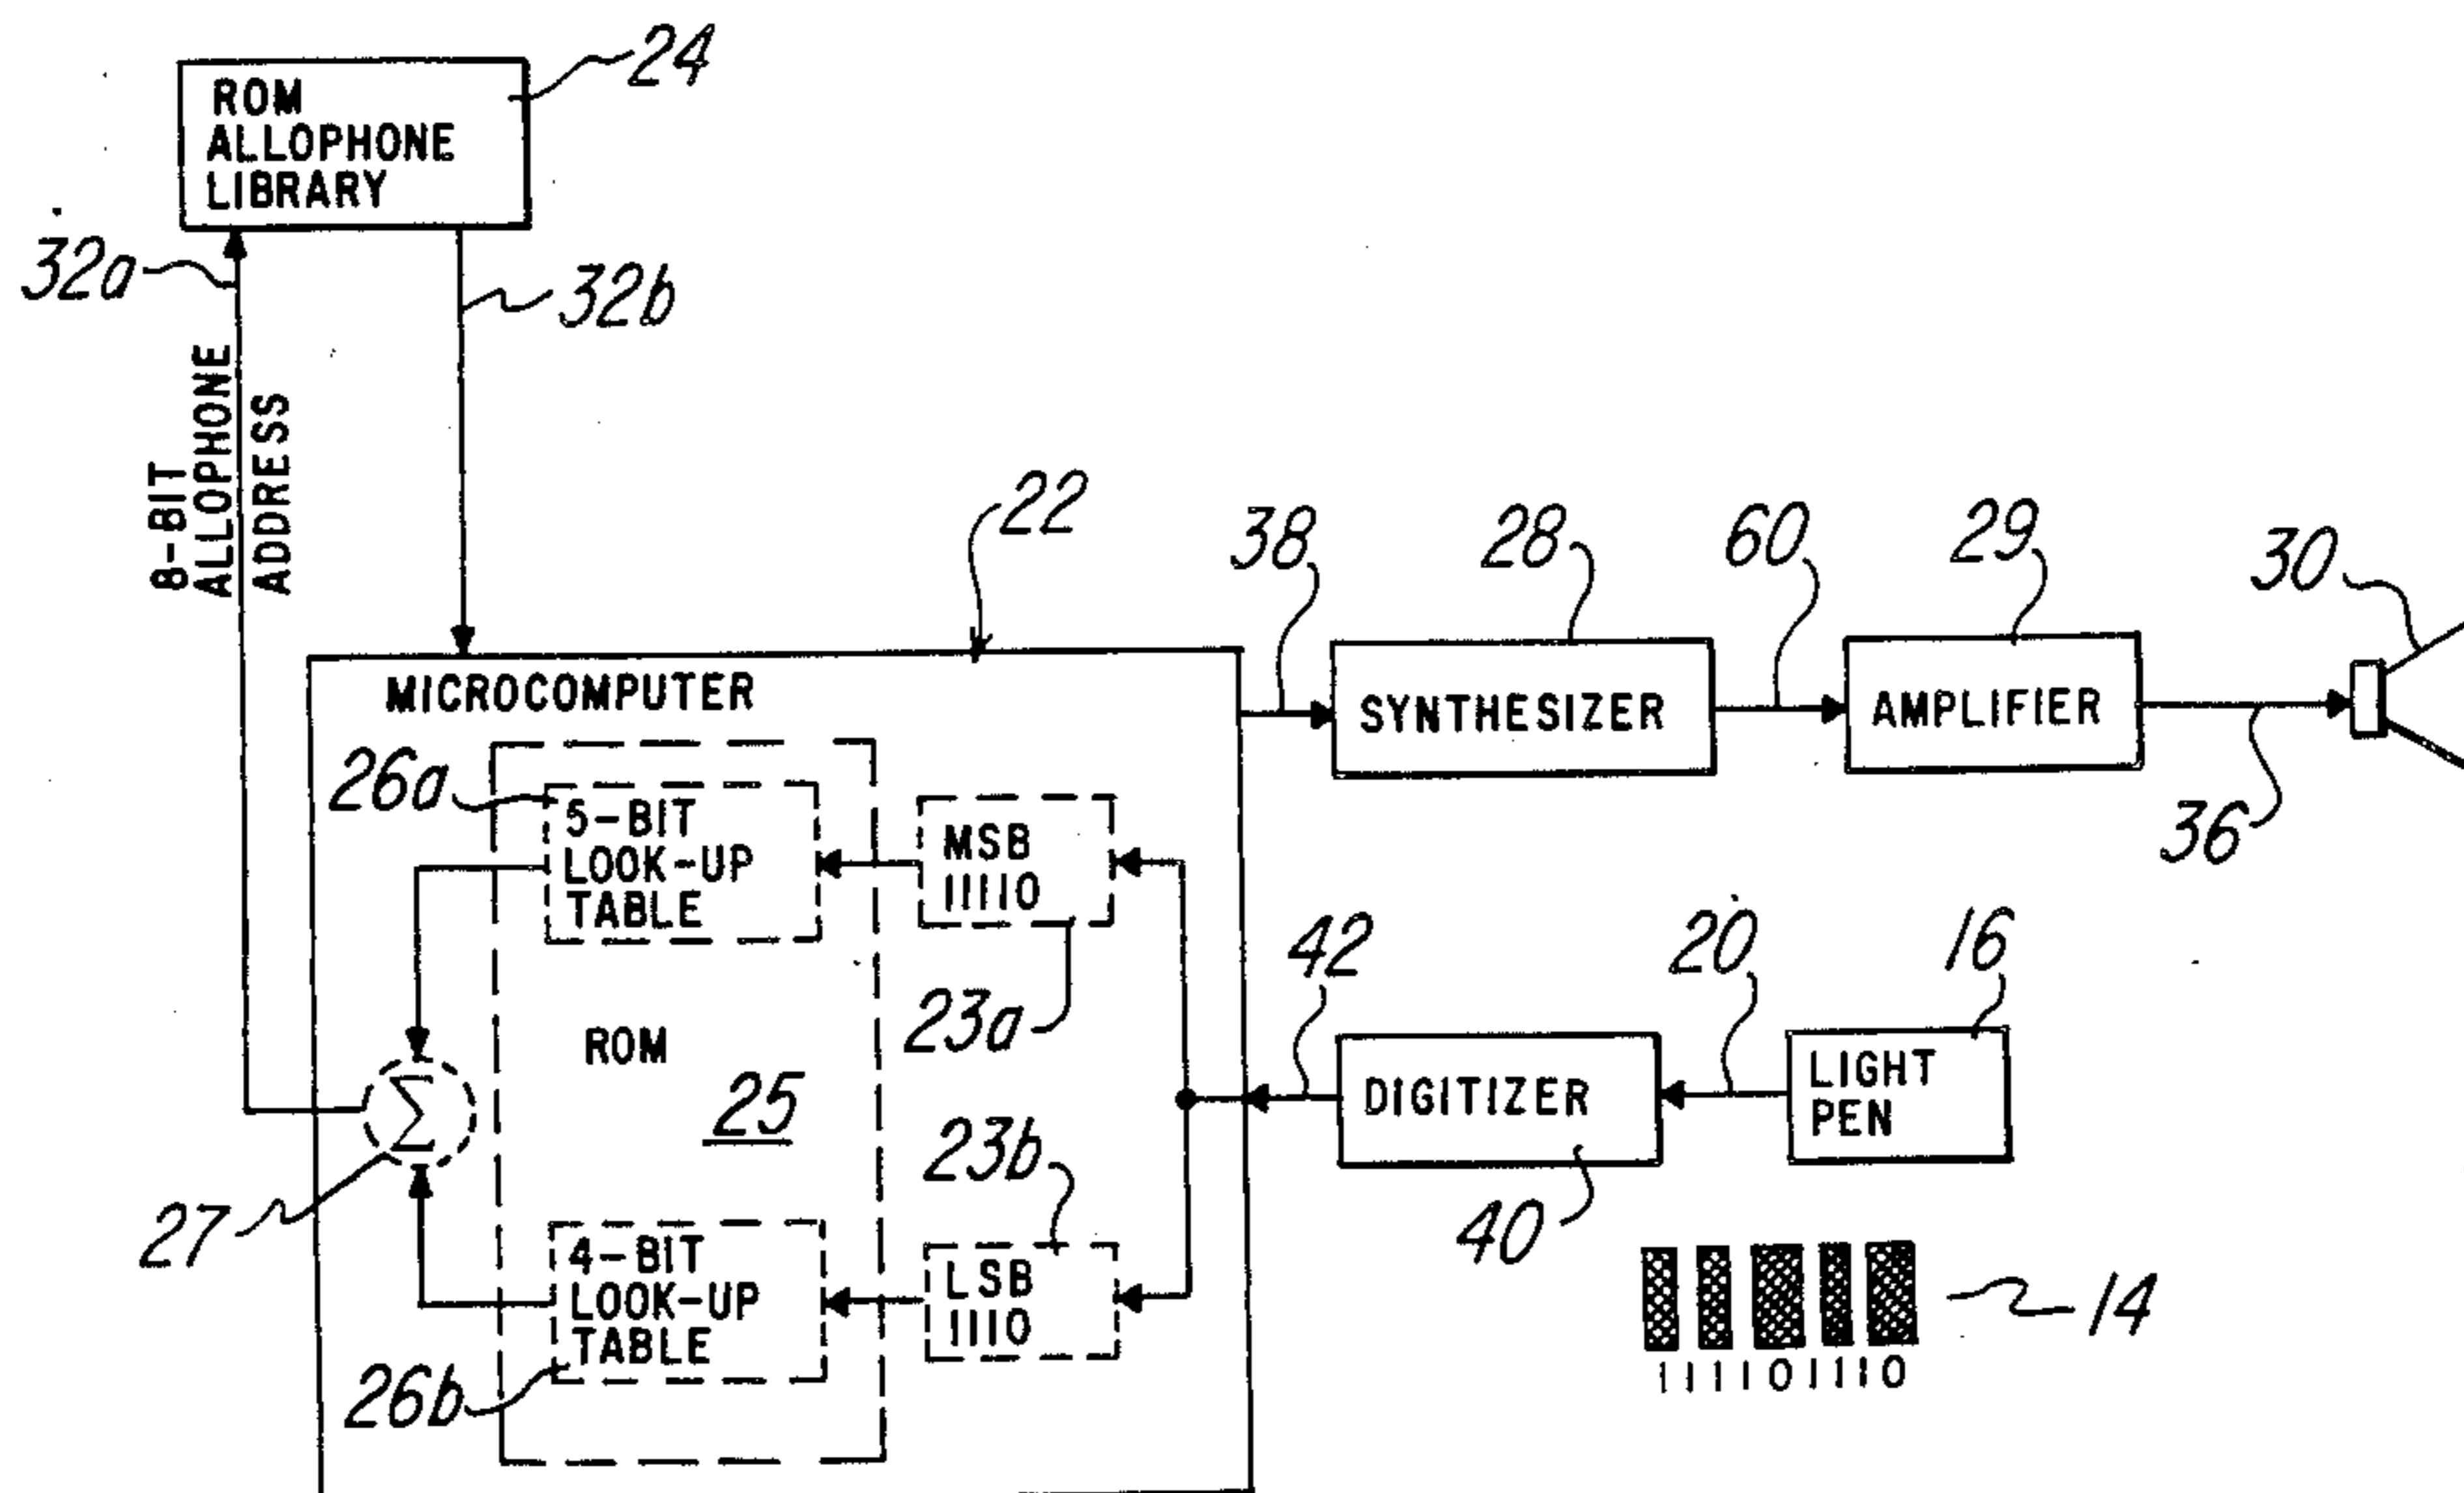 24
ROM
ALLOPHONE
LIBRARY
32a
32b
8-BIT
ALLOPHONE
ADDRESS
22
38
28
60
29
30
MICROCOMPUTER
SYNTHESIZER
AMPLIFIER
36
26a
5-BIT
LOOK-UP
TABLE
MSB
11110
23a
42
20
16
ROM
25
DIGITIZER
LIGHT
PEN
Σ
27
23b
40
4-BIT
LOOK-UP
TABLE
LSB
1110
26b
14
111101110